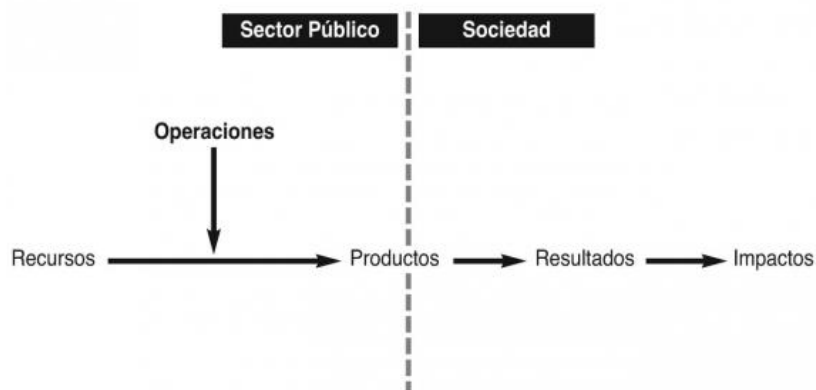 Sector Público
Sociedad
Operaciones
Recursos
Productos
Resultados
Impactos